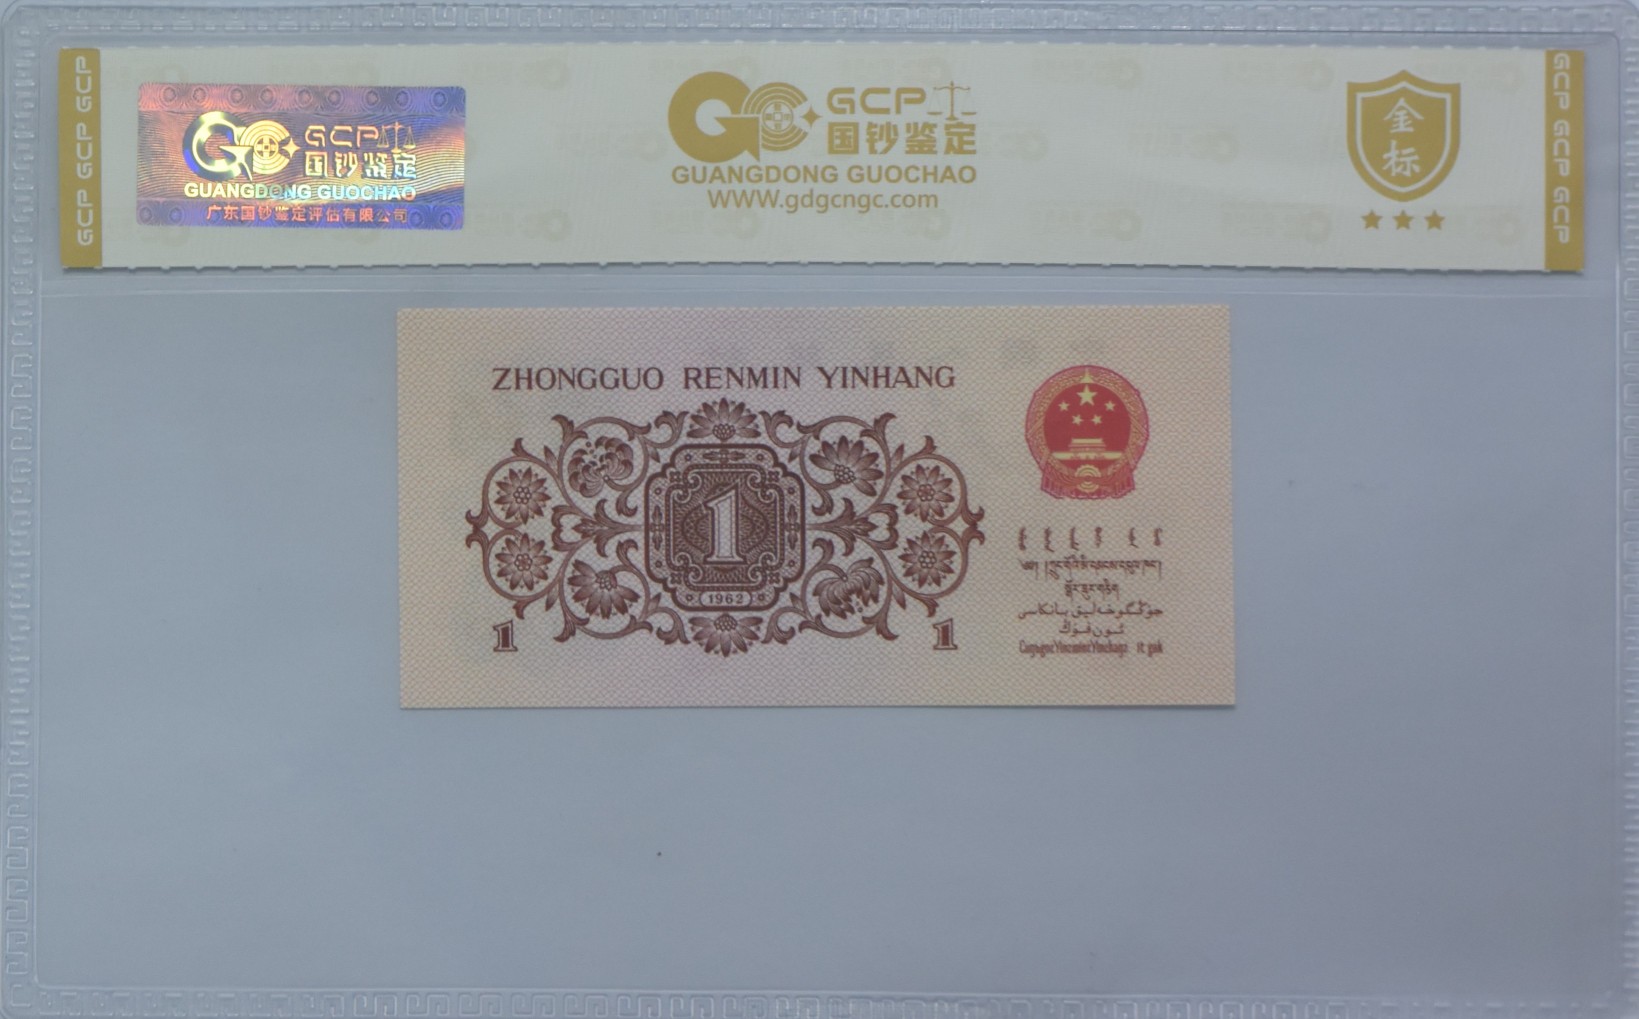 GCP GCP GCP
GCP
国钞鉴定
GUANGDONG GUOCHAO
广东国钞鉴定评估有限公司
GCP
国钞鉴定
GUANGDONG GUOCHAO
WWW.gdgcngc.com
金标
GCP GCP GCP
ZHONGGUO RENMIN YINHANG
1
1962
1
1